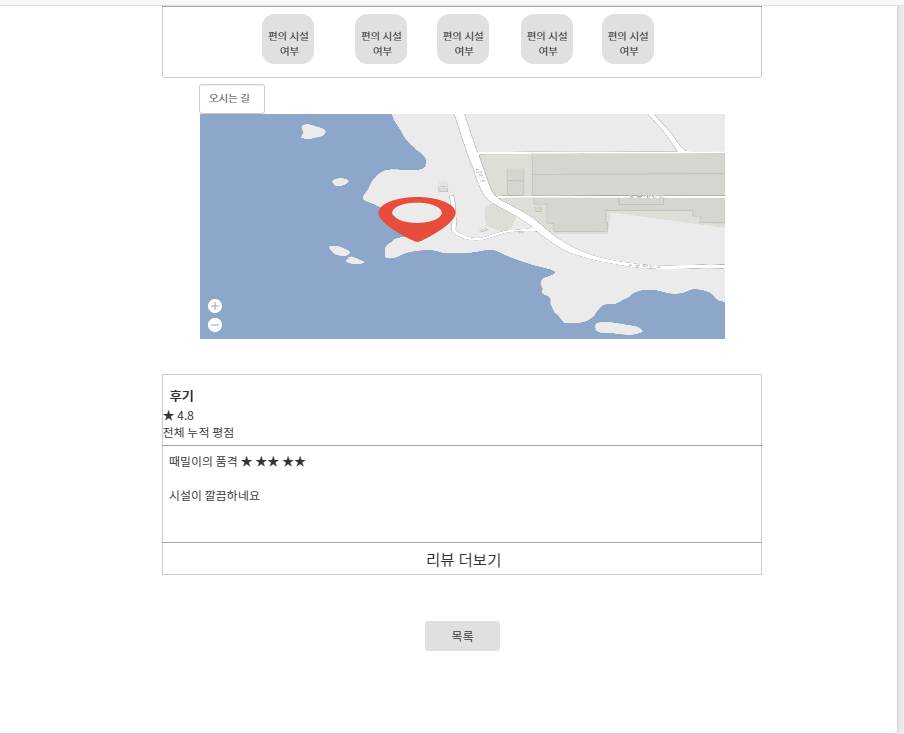 편의 시설 편의 시설 편의 시설 편의 시설 편의 시설
여부 여부 여부 여부 여부
오시는 길
후기
★ 4.8
전체 누적 평점
때밀이의 품격 ★ ★★ ★★
시설이 깔끔하네요
리뷰 더보기
목록